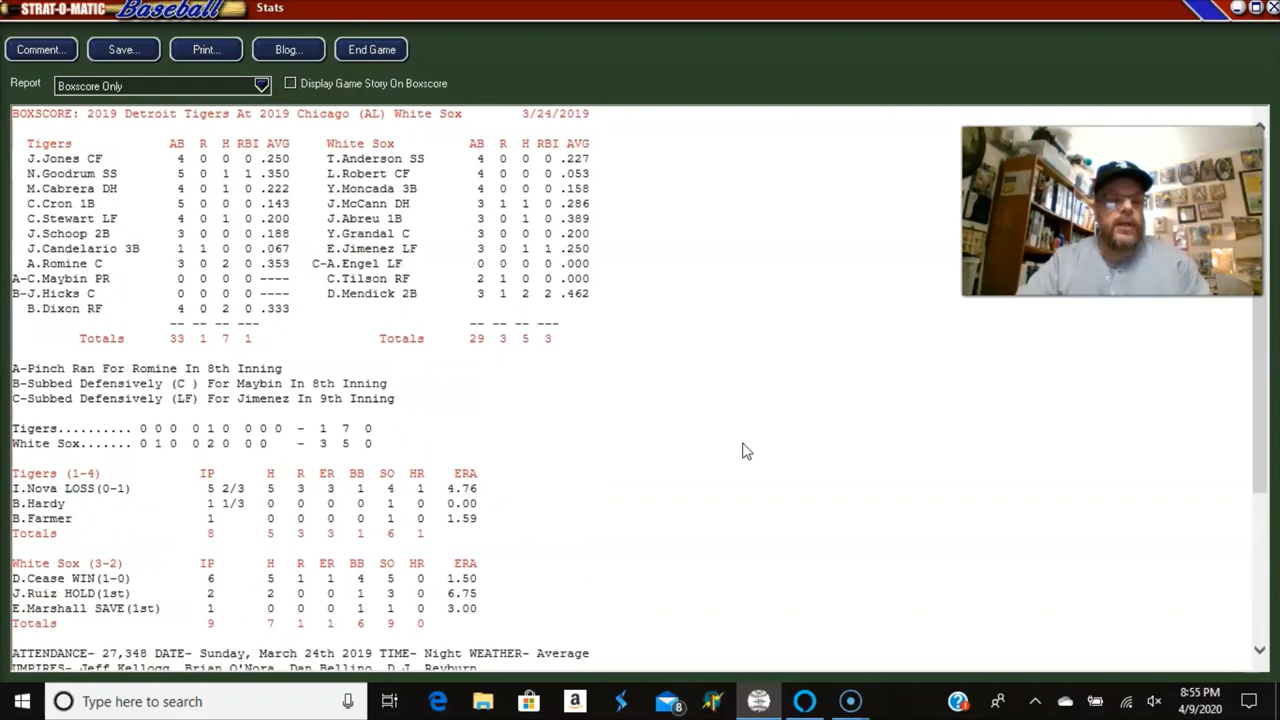 STRAT-O-MATIC Baseball Stats
Comment... Save... Print... Blog... End Game
Report Boxscore Only Display Game Story On Boxscore
BOXSCORE: 2019 Detroit Tigers At 2019 Chicago (AL) White Sox 3/24/2019
Tigers AB R H RBI AVG White Sox AB R H RBI AVG
J.Jones CF 4 0 0 0 .250 T.Anderson SS 4 0 0 0 .227
N.Goodrum SS 5 0 1 1 .350 L.Robert CF 4 0 0 0 .053
M.Cabrera DH 4 0 1 0 .222 Y.Moncada 3B 4 0 0 0 .158
C.Cron 1B 5 0 0 0 .143 J.McCann DH 3 1 1 0 .286
C.Stewart LF 4 0 1 0 .200 J.Abreu 1B 3 0 1 0 .389
J.Schoop 2B 3 0 0 0 .188 Y.Grandal C 3 0 0 0 .200
J.Candelario 3B 1 1 0 0 .067 E.Jimenez LF 3 0 1 1 .250
A.Romine C 3 0 2 0 .353 C-A.Engel LF 0 0 0 0 .000
A-C.Maybin PR 0 0 0 0 ---- C.Tilson RF 2 1 0 0 .000
B-J.Hicks C 0 0 0 0 ---- D.Mendick 2B 3 1 2 2 .462
B.Dixon RF 4 0 2 0 .333
-- -- -- --- -- -- -- ---
Totals 33 1 7 1 Totals 29 3 5 3
A-Pinch Ran For Romine In 8th Inning
B-Subbed Defensively (C ) For Maybin In 8th Inning
C-Subbed Defensively (LF) For Jimenez In 9th Inning
Tigers.......... 0 0 0 0 1 0 0 0 0 - 1 7 0
White Sox....... 0 1 0 0 2 0 0 0 - 3 5 0
Tigers (1-4) IP H R ER BB SO HR ERA
I.Nova LOSS(0-1) 5 2/3 5 3 3 1 4 1 4.76
B.Hardy 1 1/3 0 0 0 0 1 0 0.00
B.Farmer 1 0 0 0 0 1 0 1.59
Totals 8 5 3 3 1 6 1
White Sox (3-2) IP H R ER BB SO HR ERA
D.Cease WIN(1-0) 6 5 1 1 4 5 0 1.50
J.Ruiz HOLD(1st) 2 2 0 0 1 3 0 6.75
E.Marshall SAVE(1st) 1 0 0 0 1 1 0 3.00
Totals 9 7 1 1 6 9 0
ATTENDANCE- 27,348 DATE- Sunday, March 24th 2019 TIME- Night WEATHER- Average
UMPIRES- Jeff Kellogg, Brian O'Nora, Dan Bellino, D.J. Reyburn
Type here to search 8 8:55 PM
4/9/2020